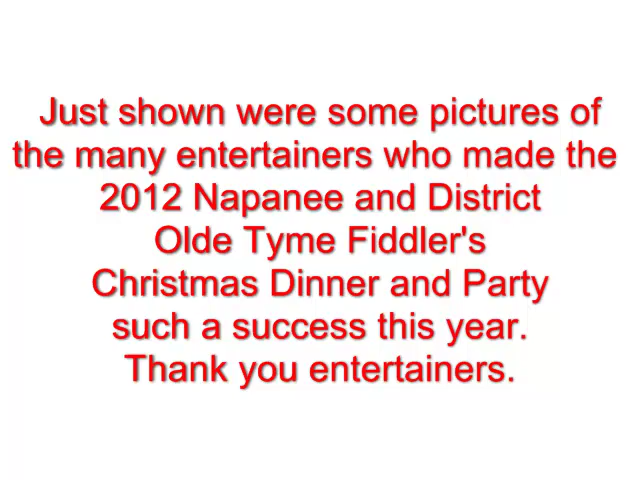 Just shown were some pictures of
the many entertainers who made the
2012 Napanee and District
Olde Tyme Fiddler's
Christmas Dinner and Party
such a success this year.
Thank you entertainers.